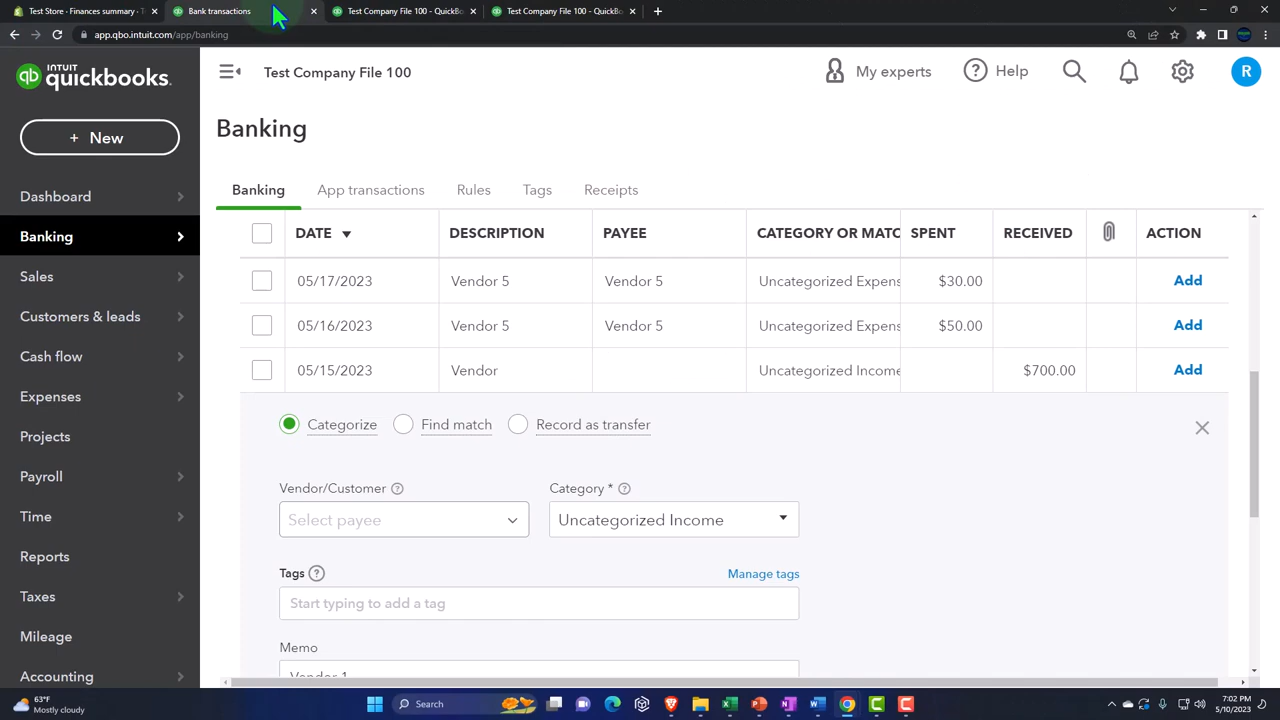 Test Store - Finances summary - S
Bank transactions
Test Company File 100 - QuickBo
Test Company File 100 - QuickBo
app.qbo.intuit.com/app/banking
INTUIT
quickbooks.
Test Company File 100
My experts
Help
R
+ New
Banking
Dashboard
Banking
Sales
Customers & leads
Cash flow
Expenses
Projects
Payroll
Time
Reports
Taxes
Mileage
Accounting
Banking App transactions Rules Tags Receipts
DATE DESCRIPTION PAYEE CATEGORY OR MATC SPENT RECEIVED ACTION
05/17/2023 Vendor 5 Vendor 5 Uncategorized Expens $30.00 Add
05/16/2023 Vendor 5 Vendor 5 Uncategorized Expens $50.00 Add
05/15/2023 Vendor Uncategorized Income $700.00 Add
Categorize Find match Record as transfer
Vendor/Customer Category *
Select payee Uncategorized Income
Tags Manage tags
Start typing to add a tag
Memo
Vendor 1
63°F
Mostly cloudy
Search
7:02 PM
5/10/2023